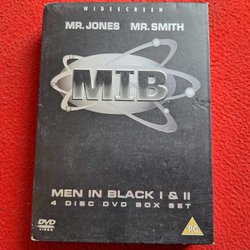 WIDESCREEN
MR. JONES MR. SMITH
MIB
MEN IN BLACK I & II
4 DISC DVD BOX SET
DVD
VIDEO
PG